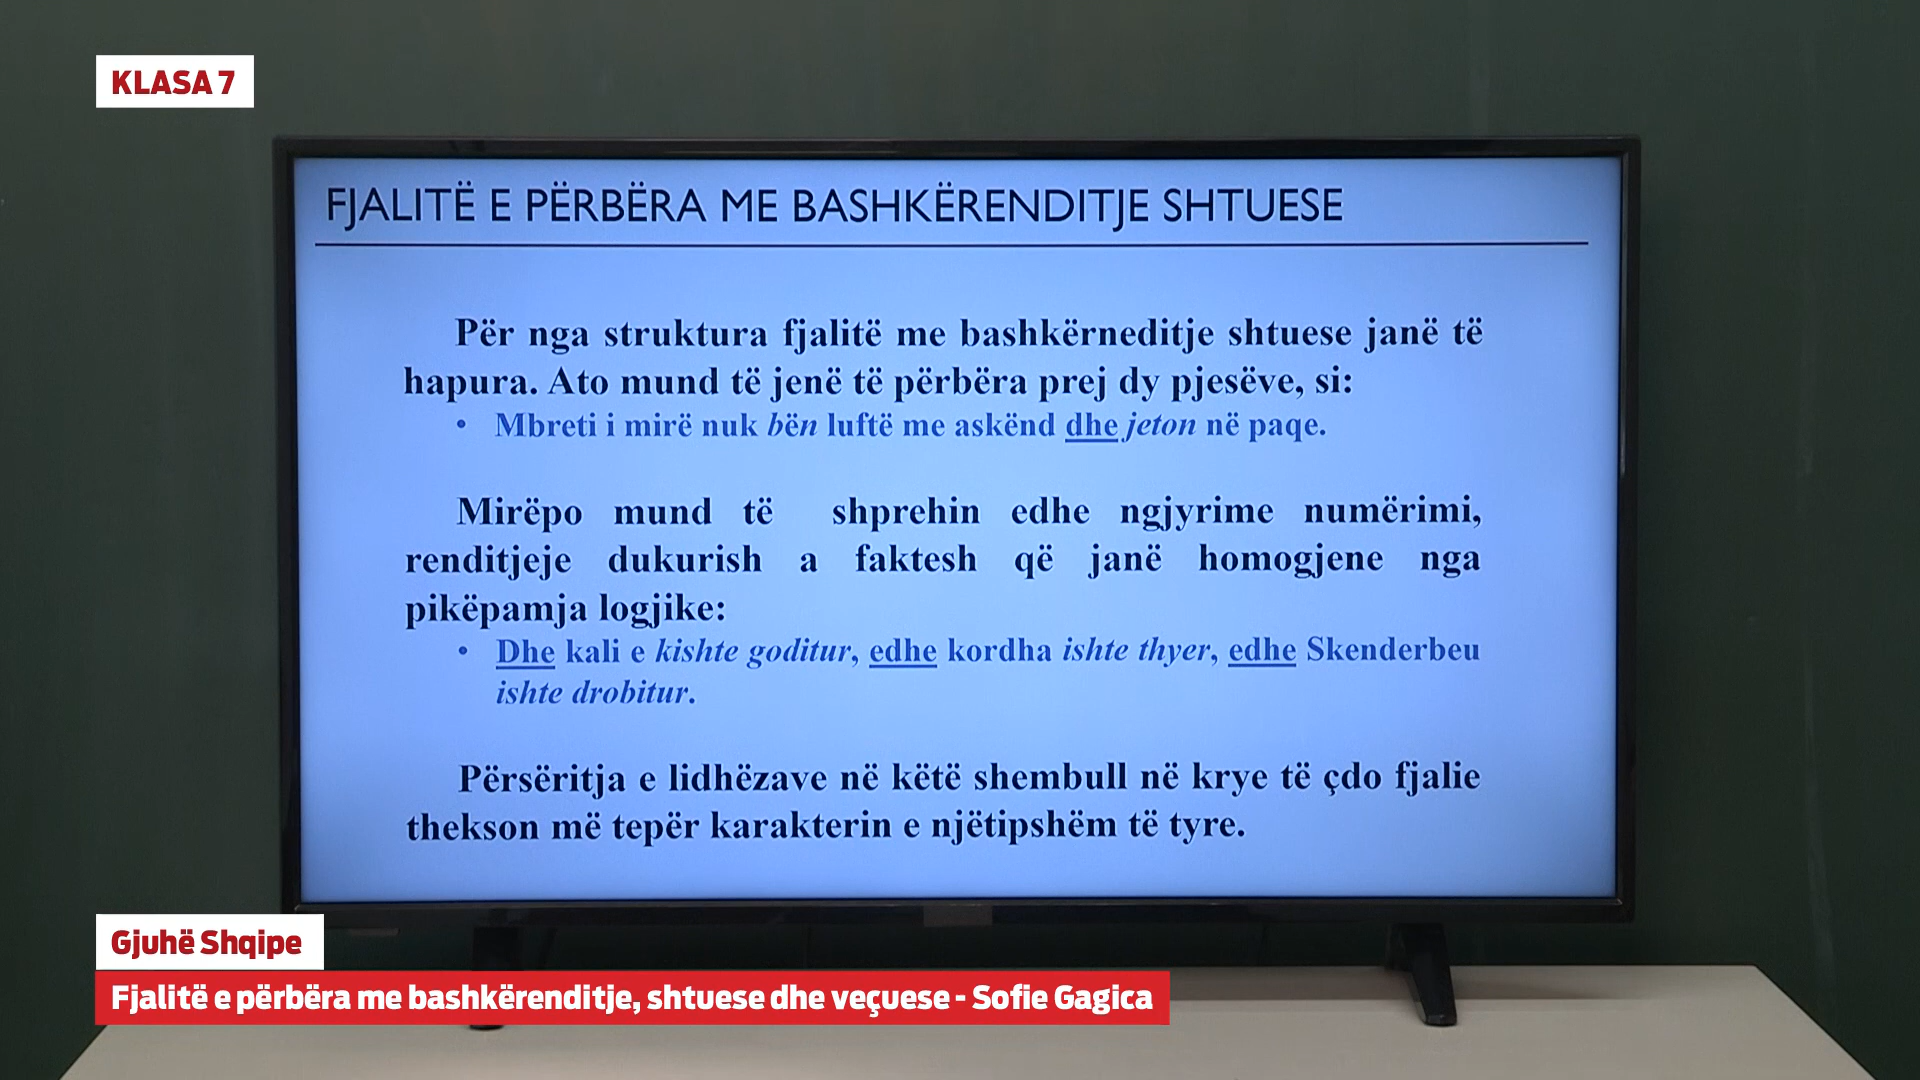 KLASA 7
FJALITË E PËRBËRA ME BASHKËRENDITJE SHTUESE
Për nga struktura fjalitë me bashkërneditje shtuese janë të
hapura. Ato mund të jenë të përbëra prej dy pjesëve, si:
• Mbreti i mirë nuk bën luftë me askënd dhe jeton në paqe.
Mirëpo mund të shprehin edhe ngjyrime numërimi,
renditjeje dukurish a faktesh që janë homogjene nga
pikëpamja logjike:
• Dhe kali e kishte goditur, edhe kordha ishte thyer, edhe Skenderbeu
ishte drobitur.
Përsëritja e lidhëzave në këtë shembull në krye të çdo fjalie
thekson më tepër karakterin e njëtipshëm të tyre.
Gjuhë Shqipe
Fjalitë e përbëra me bashkërenditje, shtuese dhe veçuese - Sofie Gagica